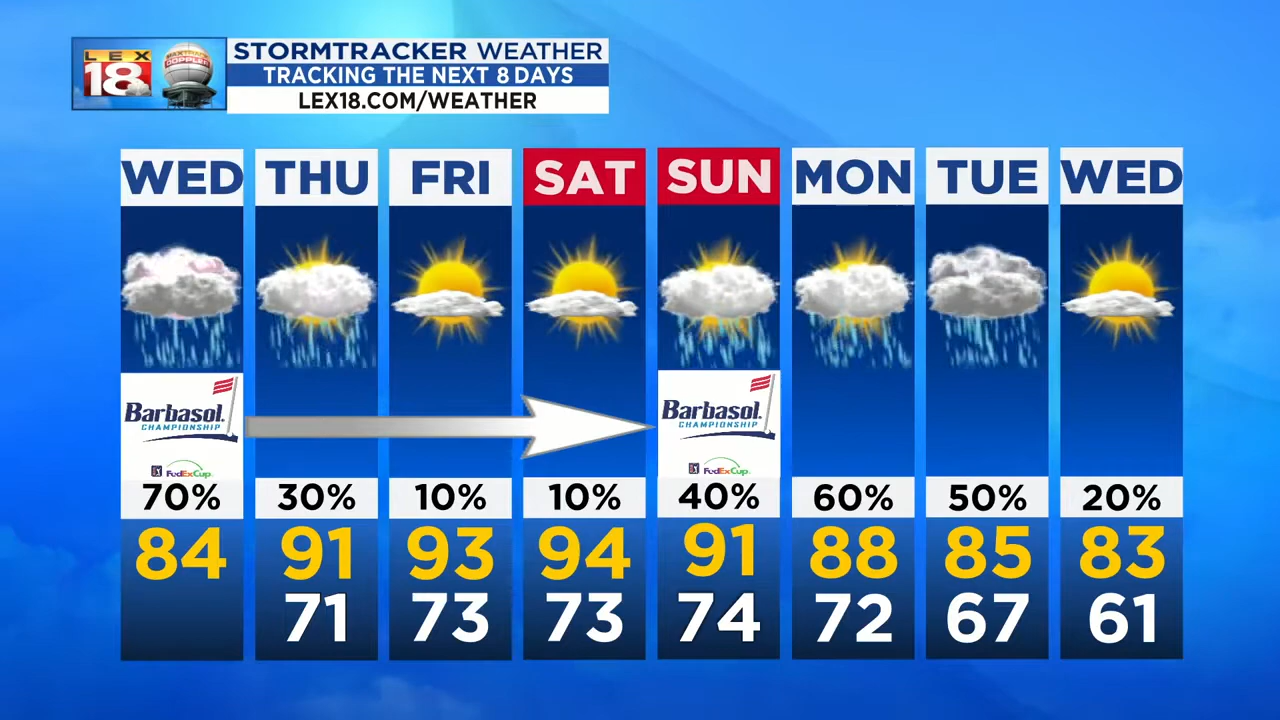 LEX
18
MAXTRACK
DOPPLER
STORMTRACKER WEATHER
TRACKING THE NEXT 8 DAYS
LEX18.COM/WEATHER
WED THU FRI SAT SUN MON TUE WED
Barbasol. Barbasol.
CHAMPIONSHIP CHAMPIONSHIP
FedExCup FedExCup
70% 30% 10% 10% 40% 60% 50% 20%
84 91 93 94 91 88 85 83
71 73 73 74 72 67 61